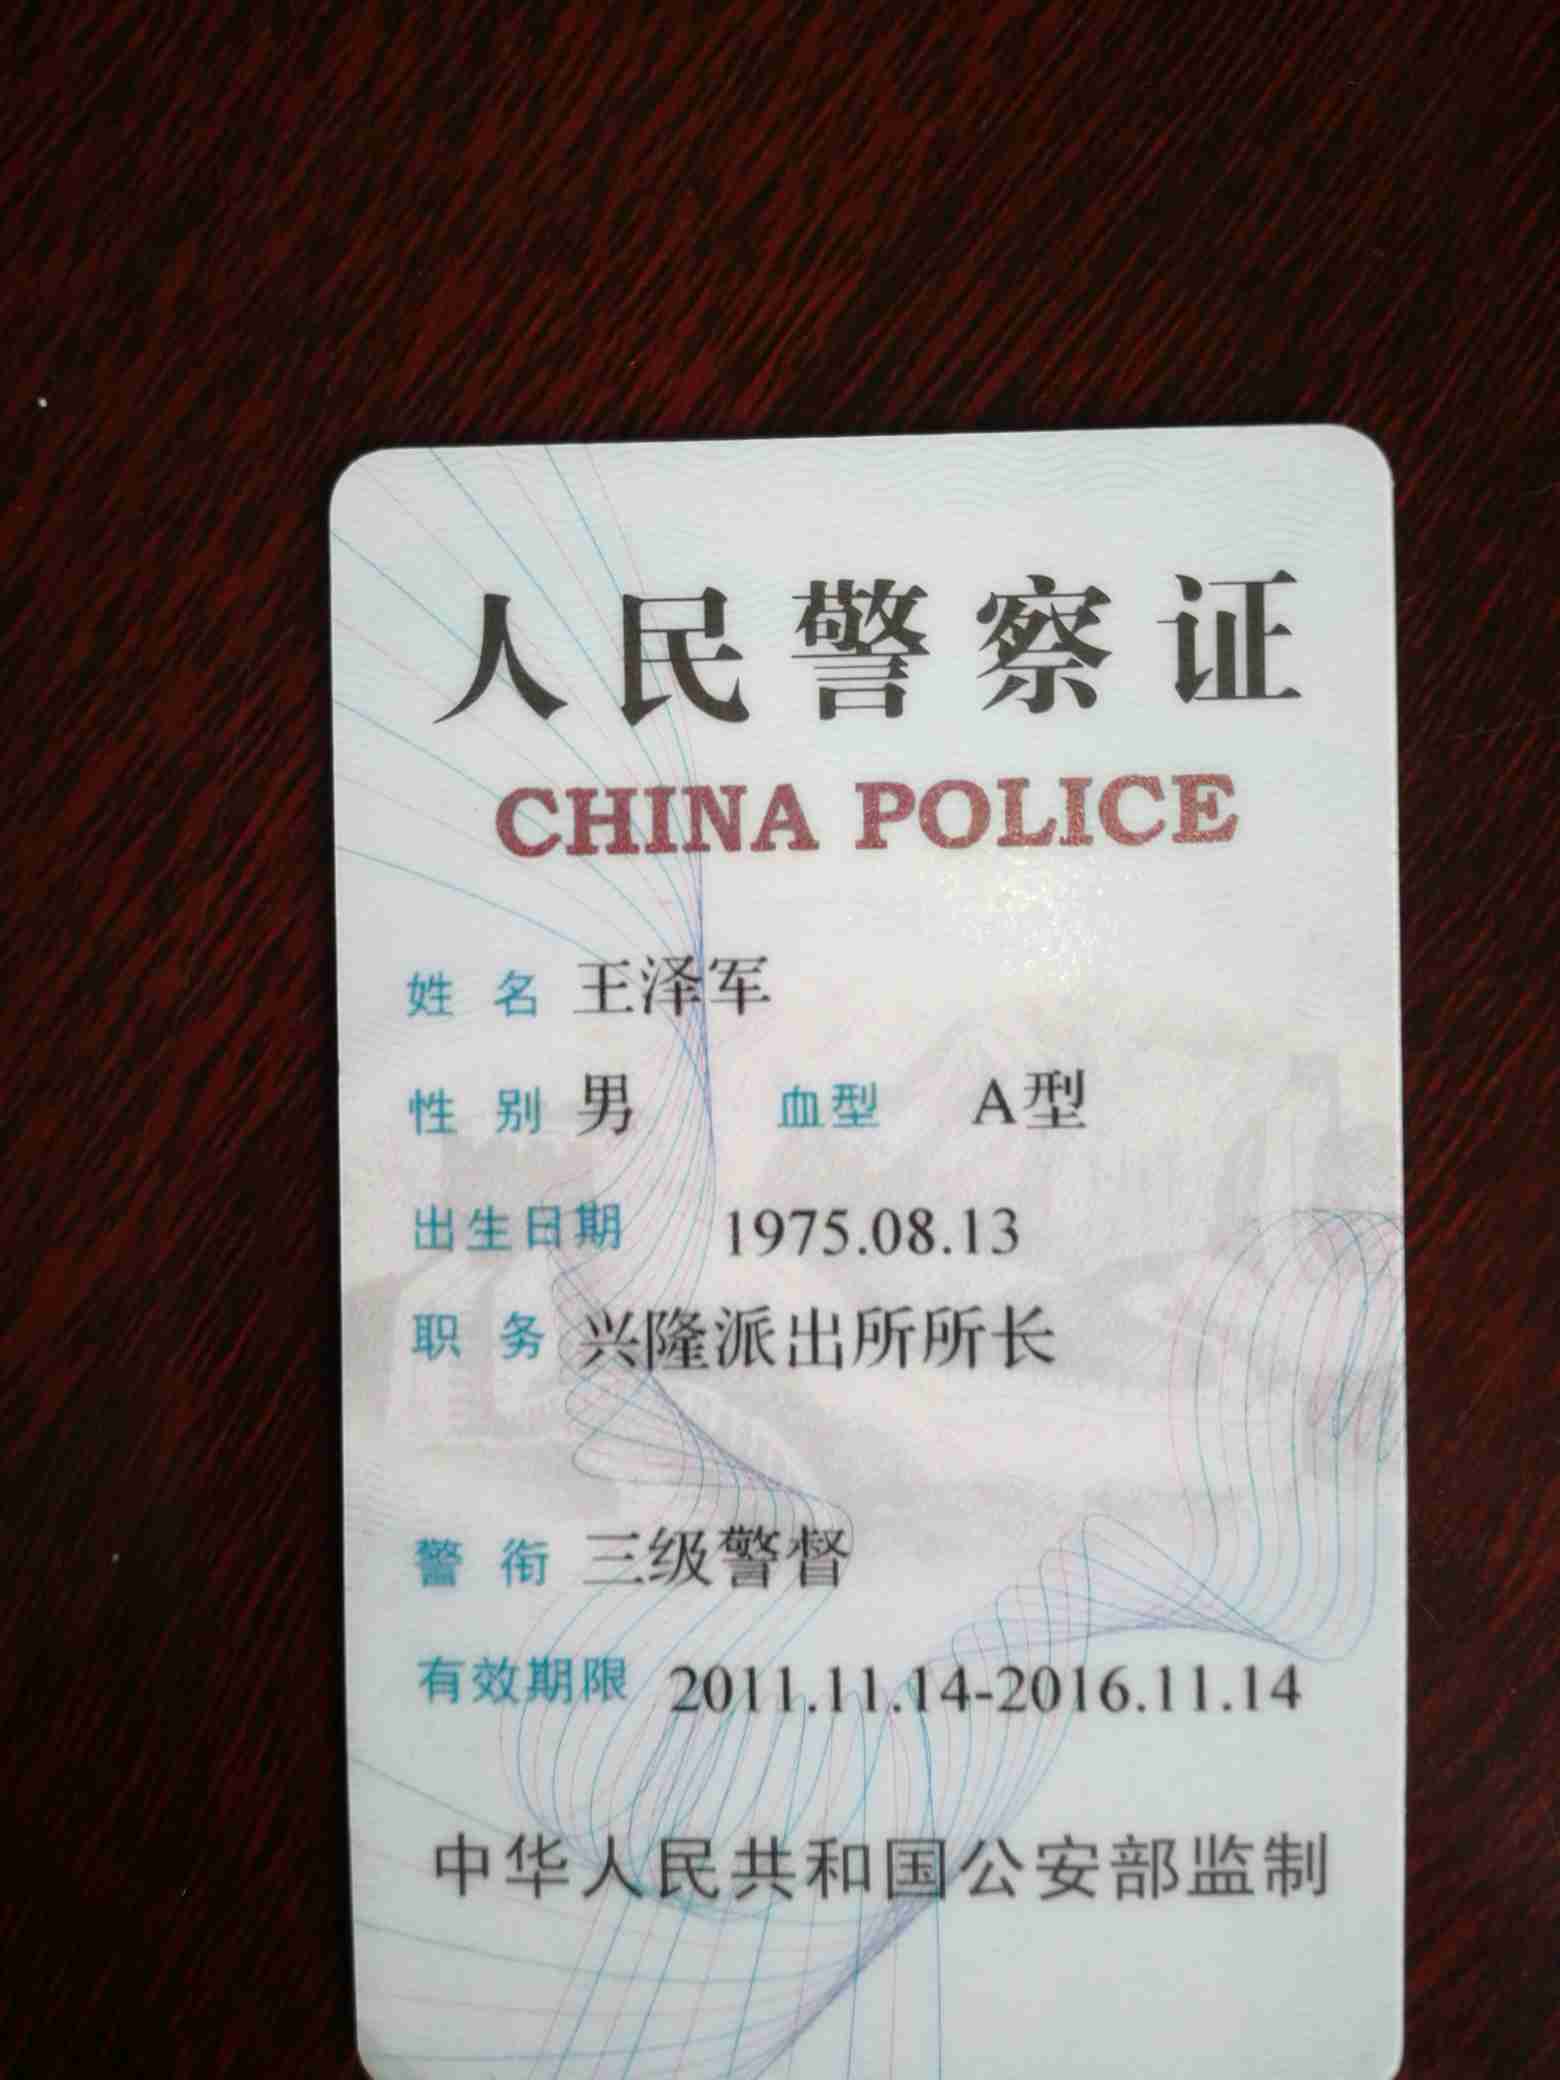 人民警察证
CHINA POLICE
姓名 王泽军
性别 男 血型 A型
出生日期 1975.08.13
职务 兴隆派出所所长
警衔 三级警督
有效期限 2011.11.14-2016.11.14
中华人民共和国公安部监制